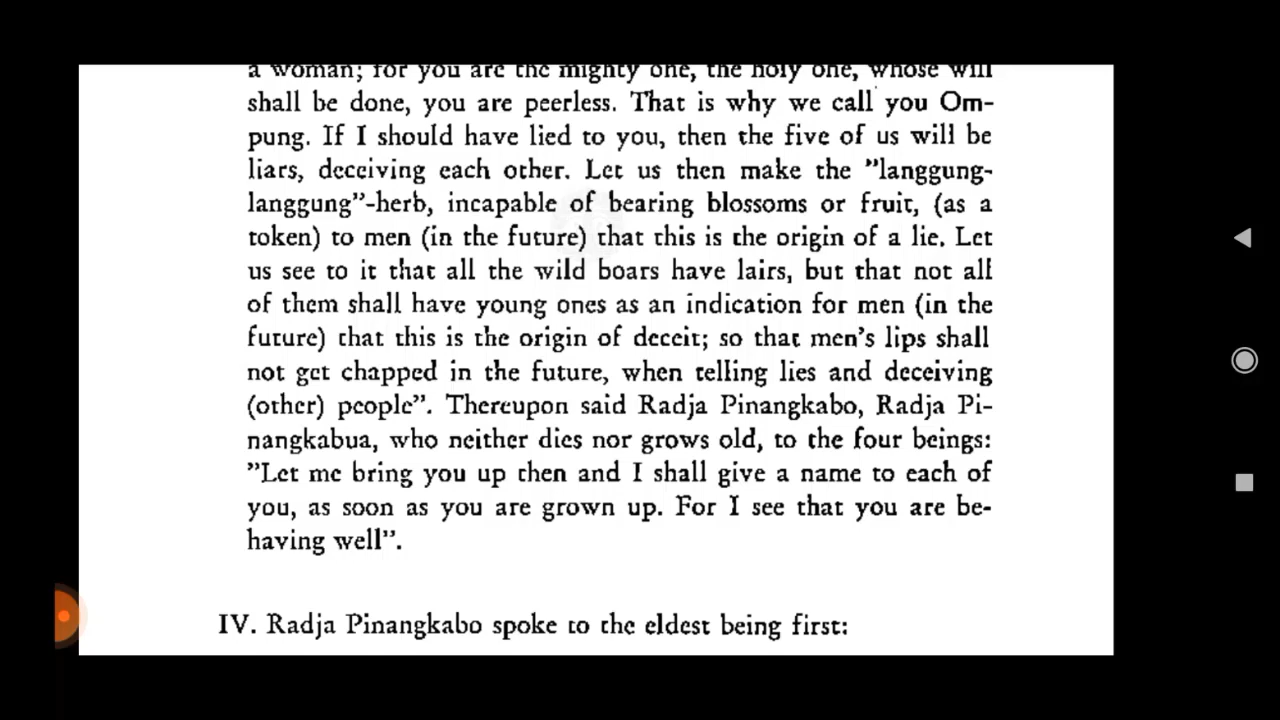 a woman; for you are the mighty one, the holy one, whose will
shall be done, you are peerless. That is why we call you Om-
pung. If I should have lied to you, then the five of us will be
liars, deceiving each other. Let us then make the "langgung-
langgung"-herb, incapable of bearing blossoms or fruit, (as a
token) to men (in the future) that this is the origin of a lie. Let
us see to it that all the wild boars have lairs, but that not all
of them shall have young ones as an indication for men (in the
future) that this is the origin of deceit; so that men's lips shall
not get chapped in the future, when telling lies and deceiving
(other) people". Thereupon said Radja Pinangkabo, Radja Pi-
nangkabua, who neither dies nor grows old, to the four beings:
"Let me bring you up then and I shall give a name to each of
you, as soon as you are grown up. For I see that you are be-
having well".
IV. Radja Pinangkabo spoke to the eldest being first: